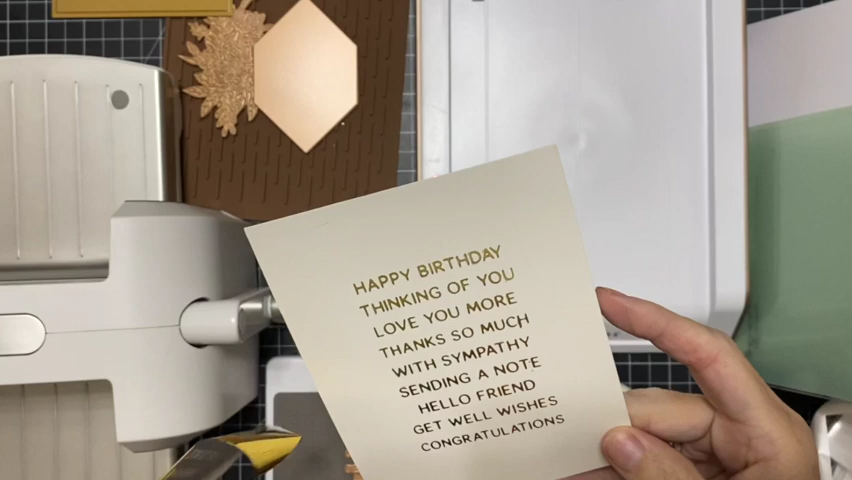 HAPPY BIRTHDAY
THINKING OF YOU
LOVE YOU MORE
THANKS SO MUCH
WITH SYMPATHY
SENDING A NOTE
HELLO FRIEND
GET WELL WISHES
CONGRATULATIONS